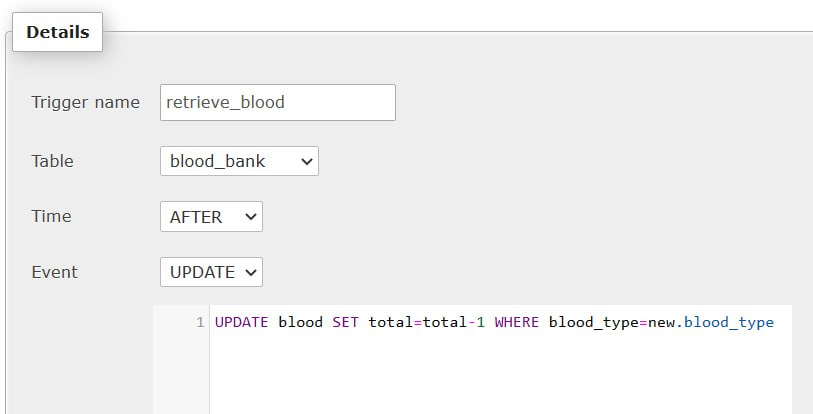 Details
Trigger name retrieve_blood
Table blood_bank
Time AFTER
Event UPDATE
1 UPDATE blood SET total=total-1 WHERE blood_type=new.blood_type